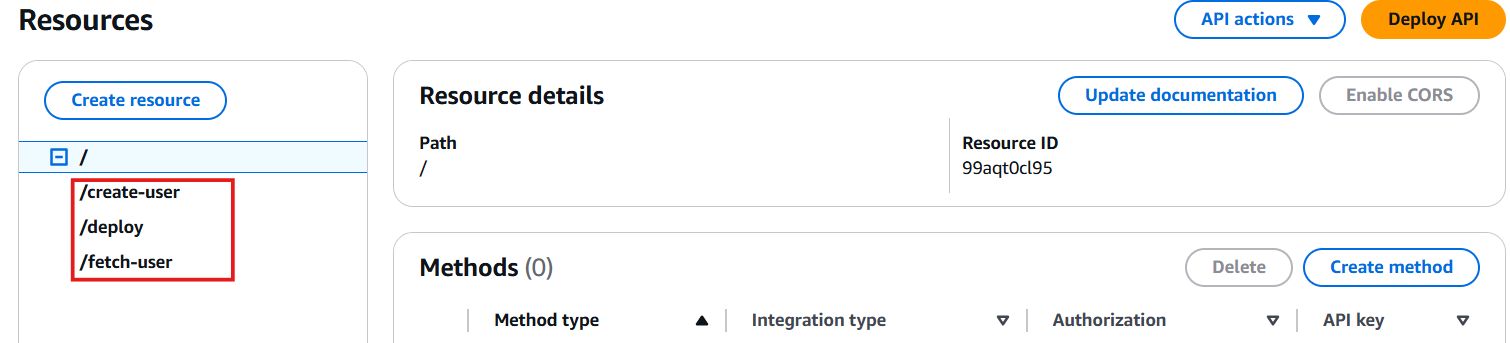 Resources
API actions
Deploy API
Create resource
/
/create-user
/deploy
/fetch-user
Resource details
Update documentation
Enable CORS
Path
/
Resource ID
99aqt0cl95
Methods (0)
Delete
Create method
Method type
Integration type
Authorization
API key